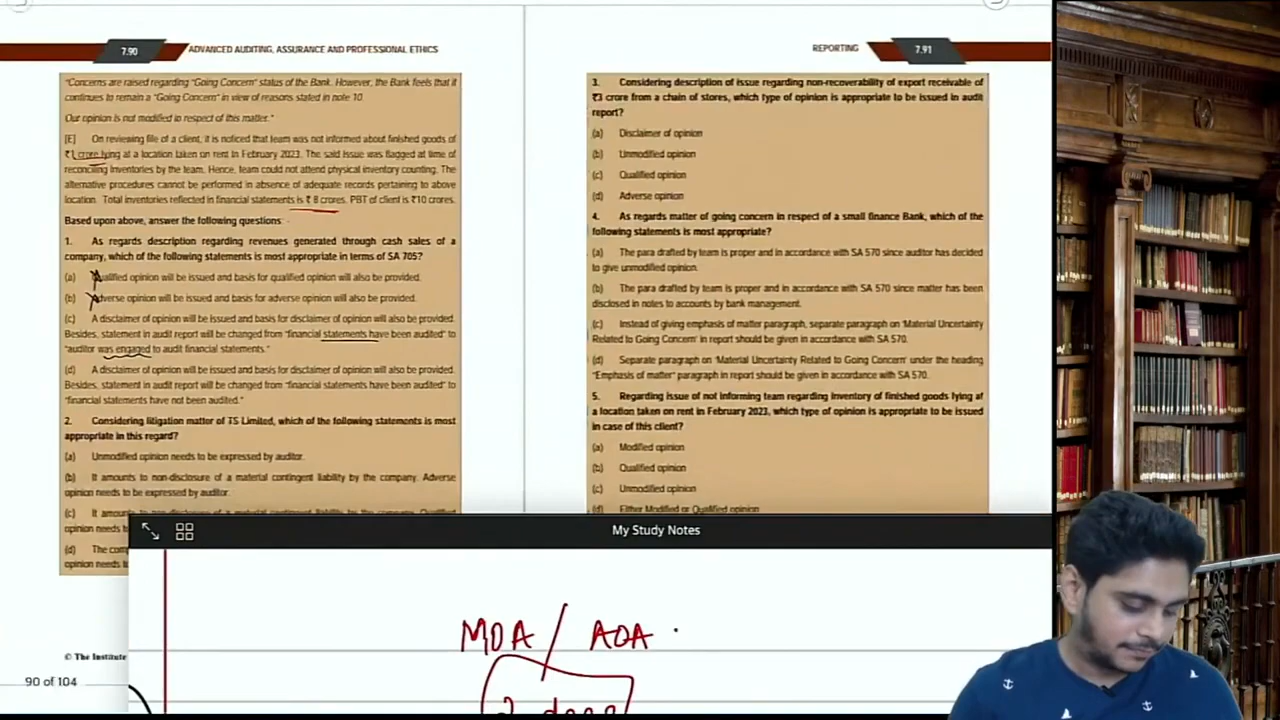 7.90
ADVANCED AUDITING, ASSURANCE AND PROFESSIONAL ETHICS
"Concerns are raised regarding "Going Concern" status of the Bank. However, the Bank feels that it
continues to remain a "Going Concern" in view of reasons stated in note 10
Our opinion is not modified in respect of this matter."
[E] On reviewing file of a client, it is noticed that team was not informed about finished goods of
₹1 crore lying at a location taken on rent in February 2023. The said issue was flagged at time of
reconciling inventories by the team. Hence, team could not attend physical inventory counting. The
alternative procedures cannot be performed in absence of adequate records pertaining to above
location. Total inventories reflected in financial statements is ₹ 8 crores. PBT of client is ₹10 crores.
Based upon above, answer the following questions:
1. As regards description regarding revenues generated through cash sales of a
company, which of the following statements is most appropriate in terms of SA 705?
(a) Qualified opinion will be issued and basis for qualified opinion will also be provided.
(b) Adverse opinion will be issued and basis for adverse opinion will also be provided.
(c) A disclaimer of opinion will be issued and basis for disclaimer of opinion will also be provided.
Besides, statement in audit report will be changed from "financial statements have been audited" to
"auditor was engaged to audit financial statements."
(d) A disclaimer of opinion will be issued and basis for disclaimer of opinion will also be provided.
Besides, statement in audit report will be changed from "financial statements have been audited" to
"financial statements have not been audited."
2. Considering litigation matter of TS Limited, which of the following statements is most
appropriate in this regard?
(a) Unmodified opinion needs to be expressed by auditor.
(b) It amounts to non-disclosure of a material contingent liability by the company. Adverse
opinion needs to be expressed by auditor.
(c) It amounts to non-disclosure of a material contingent liability by the company. Qualified
opinion needs
(d) The com
opinion needs
© The Institute
90 of 104
REPORTING
7.91
3. Considering description of issue regarding non-recoverability of export receivable of
₹3 crore from a chain of stores, which type of opinion is appropriate to be issued in audit
report?
(a) Disclaimer of opinion
(b) Unmodified opinion
(c) Qualified opinion
(d) Adverse opinion
4. As regards matter of going concern in respect of a small finance Bank, which of the
following statements is most appropriate?
(a) The para drafted by team is proper and in accordance with SA 570 since auditor has decided
to give unmodified opinion.
(b) The para drafted by team is proper and in accordance with SA 570 since matter has been
disclosed in notes to accounts by bank management.
(c) Instead of giving emphasis of matter paragraph, separate paragraph on 'Material Uncertainty
Related to Going Concern' in report should be given in accordance with SA 570.
(d) Separate paragraph on 'Material Uncertainty Related to Going Concern' under the heading
"Emphasis of matter" paragraph in report should be given in accordance with SA 570.
5. Regarding issue of not informing team regarding inventory of finished goods lying at
a location taken on rent in February 2023, which type of opinion is appropriate to be issued
in case of this client?
(a) Modified opinion
(b) Qualified opinion
(c) Unmodified opinion
(d) Either Modified or Qualified opinion
My Study Notes
MOA / AOA